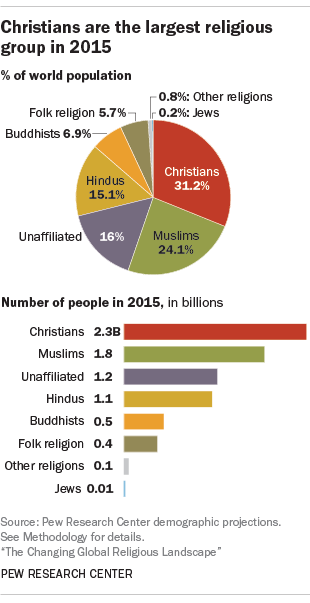 Christians are the largest religious
group in 2015
% of world population
0.8%: Other religions
0.2%: Jews
Folk religion 5.7%
Buddhists 6.9%
Christians
31.2%
Hindus
15.1%
Unaffiliated 16%
Muslims
24.1%
Number of people in 2015, in billions
Christians 2.3B
Muslims 1.8
Unaffiliated 1.2
Hindus 1.1
Buddhists 0.5
Folk religion 0.4
Other religions 0.1
Jews 0.01
Source: Pew Research Center demographic projections.
See Methodology for details.
“The Changing Global Religious Landscape”
PEW RESEARCH CENTER